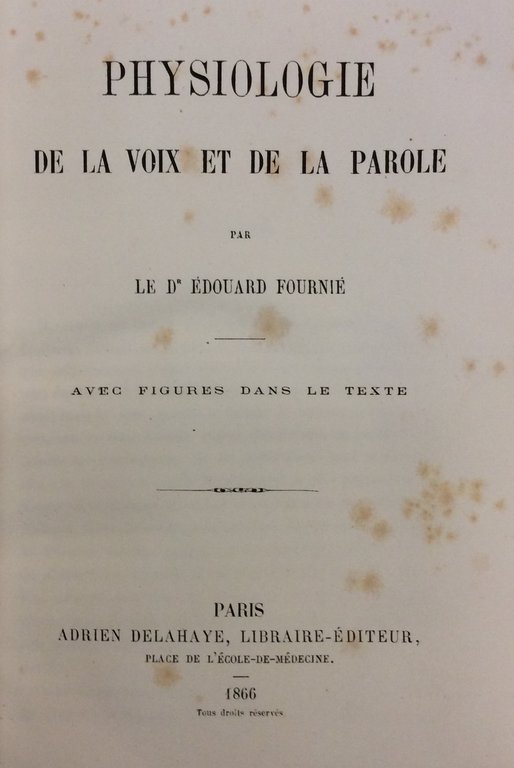 PHYSIOLOGIE
DE LA VOIX ET DE LA PAROLE
PAR
LE Dʀ ÉDOUARD FOURNIÉ
AVEC FIGURES DANS LE TEXTE
PARIS
ADRIEN DELAHAYE, LIBRAIRE-ÉDITEUR,
PLACE DE L'ÉCOLE-DE-MÉDECINE.
1866
Tous droits réservés